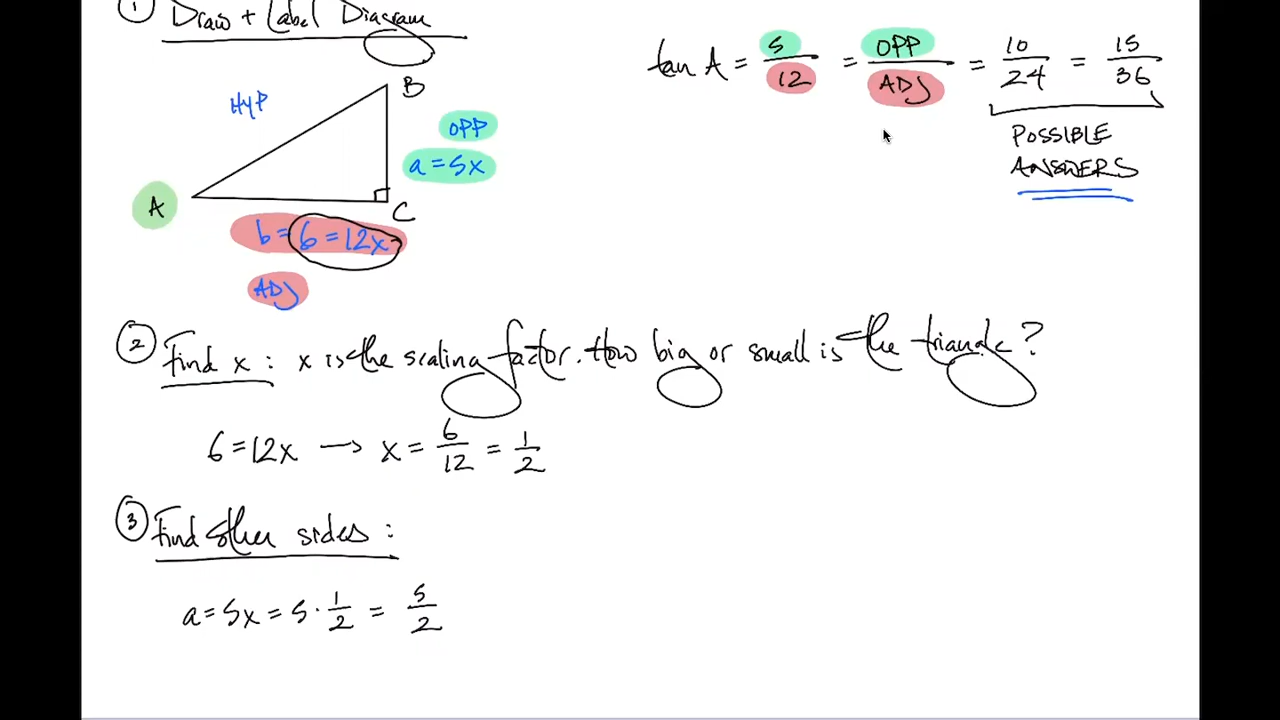 ① Draw + Label Diagram
tan A = 5/12 = OPP/ADJ = 10/24 = 15/36
POSSIBLE
ANSWERS
HYP
B
OPP
a = 5x
A
C
b = 6 = 12x
ADJ
② Find x : x is the scaling factor. How big or small is the triangle?
6 = 12x → x = 6/12 = 1/2
③ Find other sides :
a = 5x = 5 · 1/2 = 5/2